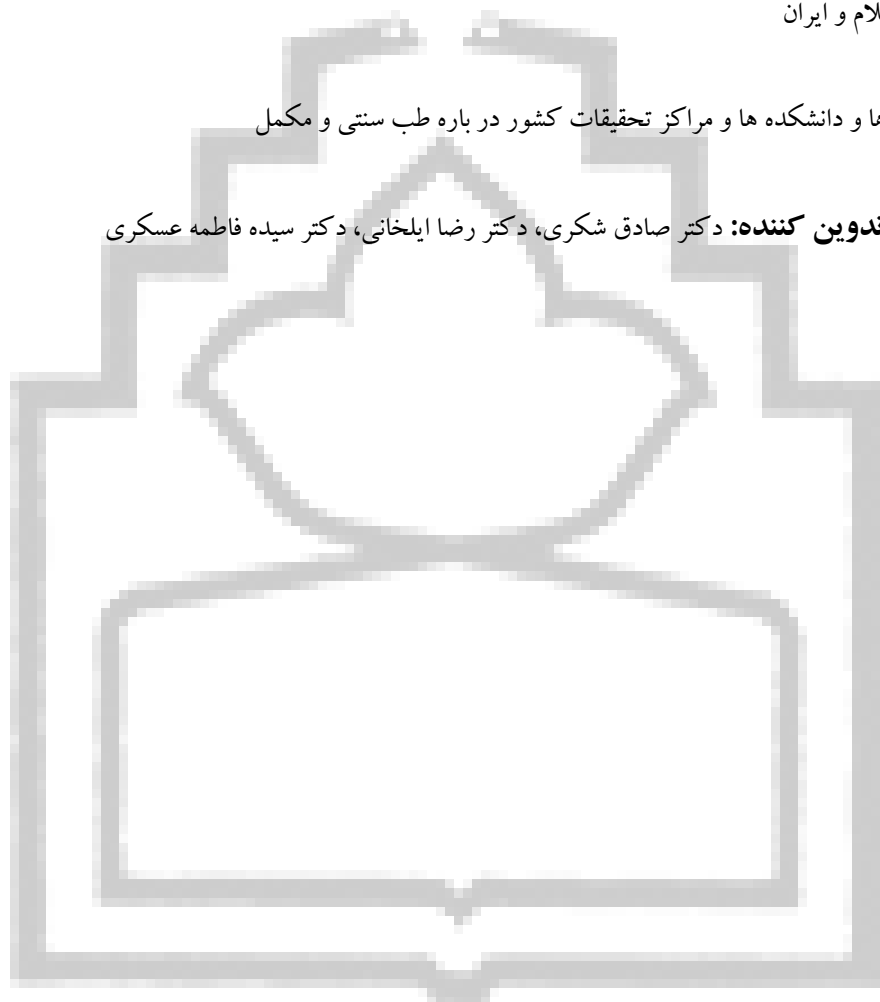 لام و ایران
ها و دانشکده ها و مراکز تحقیقات کشور در باره طب سنتی و مکمل
تدوین کننده: دکتر صادق شکری، دکتر رضا ایلخانی، دکتر سیده فاطمه عسکری